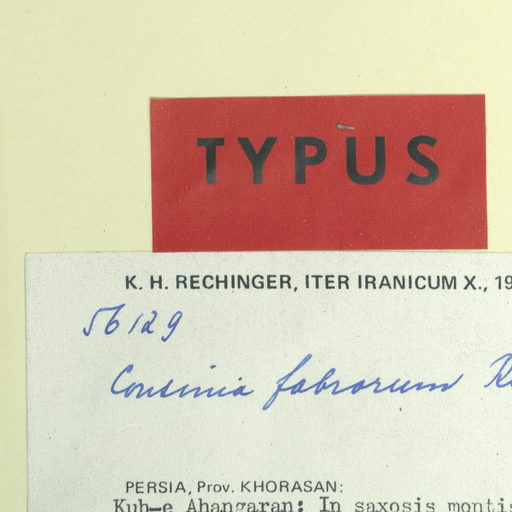 TYPUS
K. H. RECHINGER, ITER IRANICUM X., 19
56129
Cousinia fabrorum
PERSIA, Prov. KHORASAN:
Kuh-e Ahangaran: In saxosis montis